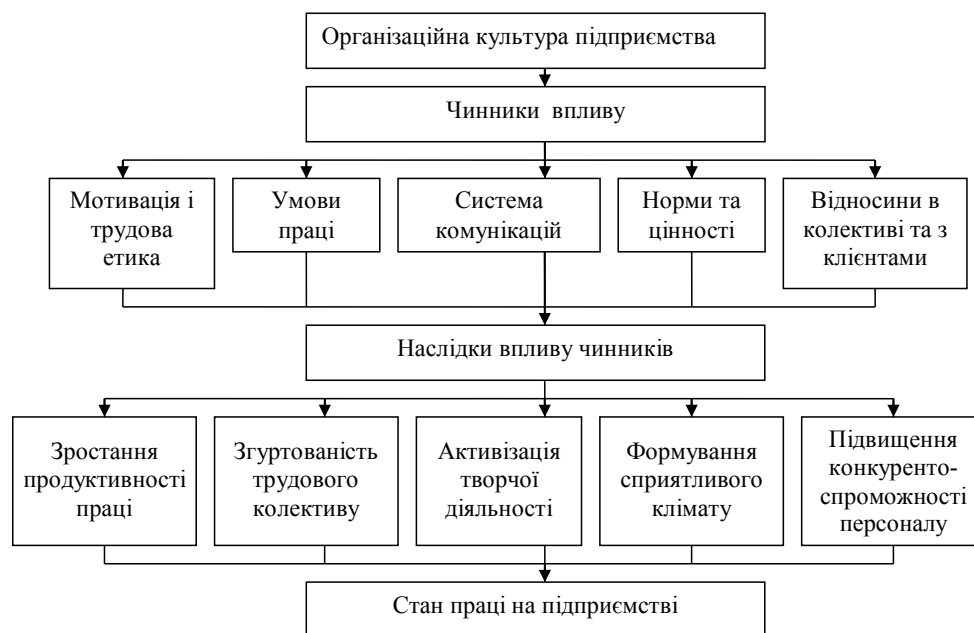 Організаційна культура підприємства
Чинники впливу
Мотивація і
трудова
етика
Умови
праці
Система
комунікацій
Норми та
цінності
Відносини в
колективі та з
клієнтами
Наслідки впливу чинників
Зростання
продуктивності
праці
Згуртованість
трудового
колективу
Активізація
творчої
діяльності
Формування
сприятливого
клімату
Підвищення
конкуренто-
спроможності
персоналу
Стан праці на підприємстві